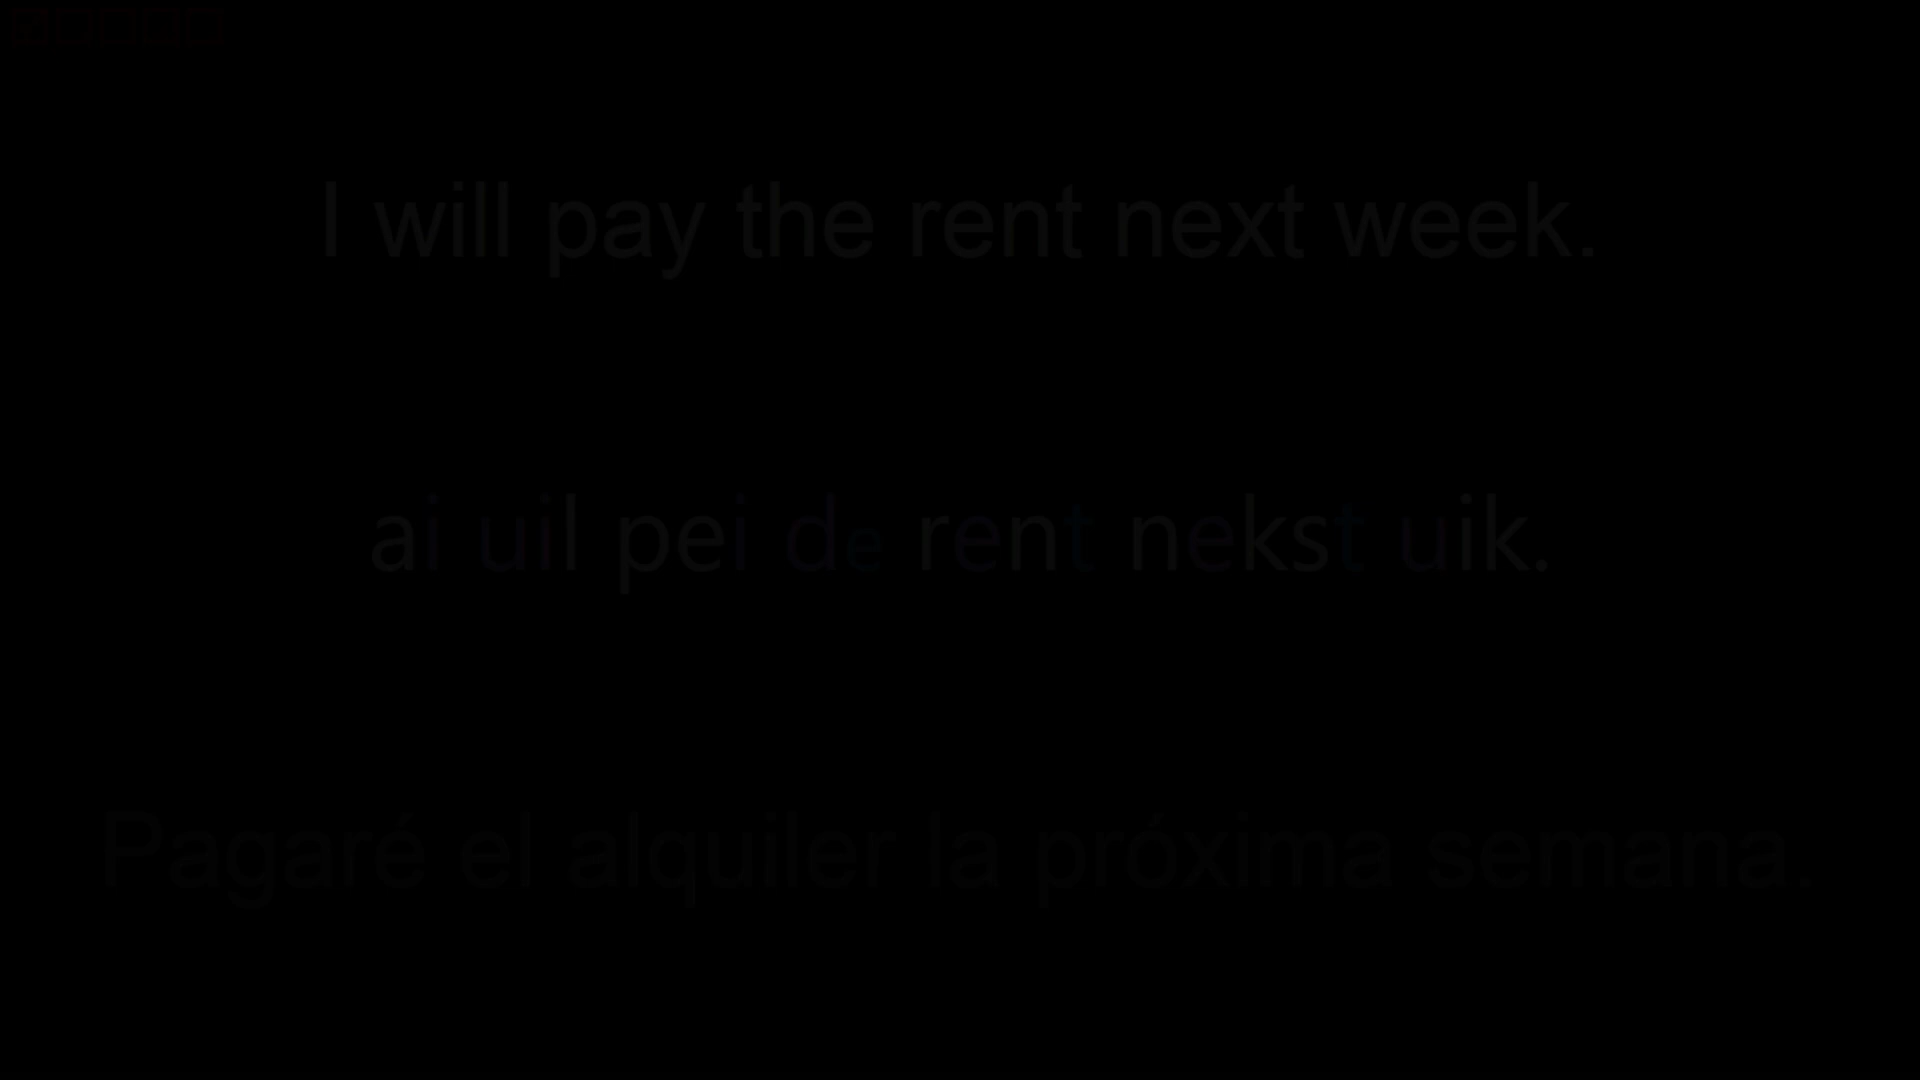 I will pay the rent next week.
ai uil pei de rent nekst uik.
Pagaré el alquiler la próxima semana.